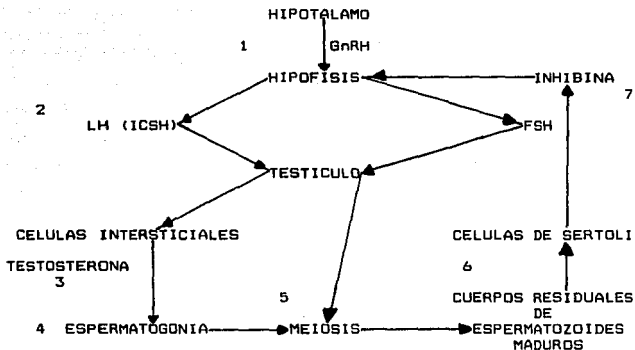 HIPOTALAMO
1 GnRH
HIPOFISIS INHIBINA
7
2
LH (ICSH) FSH
TESTICULO
CELULAS INTERSTICIALES CELULAS DE SERTOLI
TESTOSTERONA 6
3
5 CUERPOS RESIDUALES
DE
4 ESPERMATOGONIA MEIOSIS ESPERMATOZOIDES
MADUROS